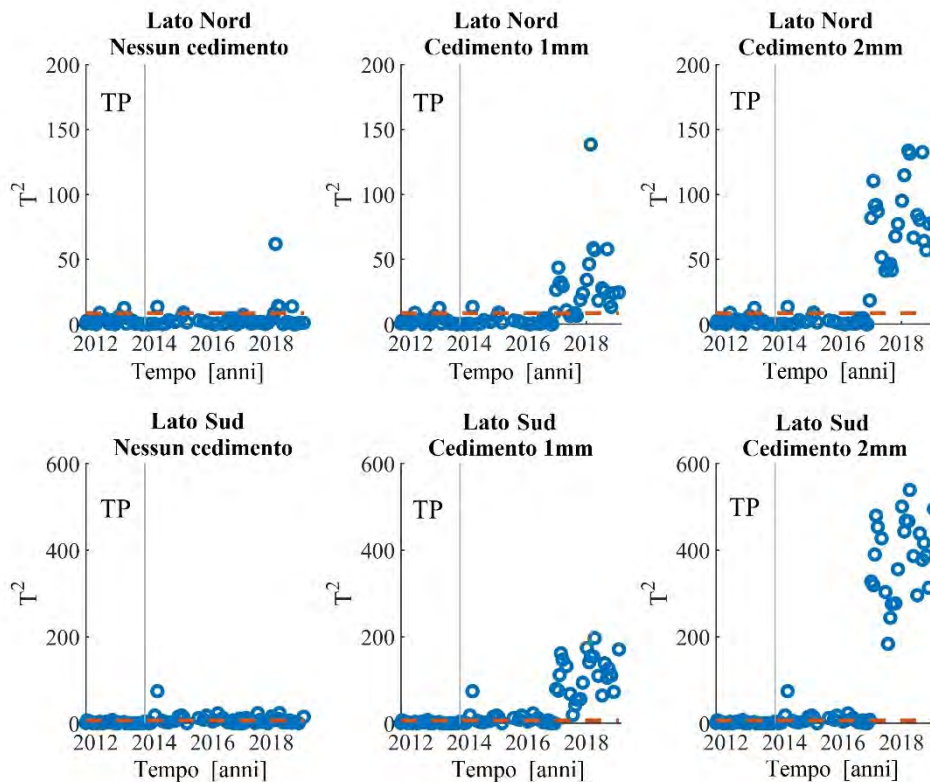 Lato Nord
Nessun cedimento
200
150
100
50
0
T²
TP
2012 2014 2016 2018
Tempo [anni]
Lato Nord
Cedimento 1mm
200
150
100
50
0
T²
TP
2012 2014 2016 2018
Tempo [anni]
Lato Nord
Cedimento 2mm
200
150
100
50
0
T²
TP
2012 2014 2016 2018
Tempo [anni]
Lato Sud
Nessun cedimento
600
400
200
0
T²
TP
2012 2014 2016 2018
Tempo [anni]
Lato Sud
Cedimento 1mm
600
400
200
0
T²
TP
2012 2014 2016 2018
Tempo [anni]
Lato Sud
Cedimento 2mm
600
400
200
0
T²
TP
2012 2014 2016 2018
Tempo [anni]